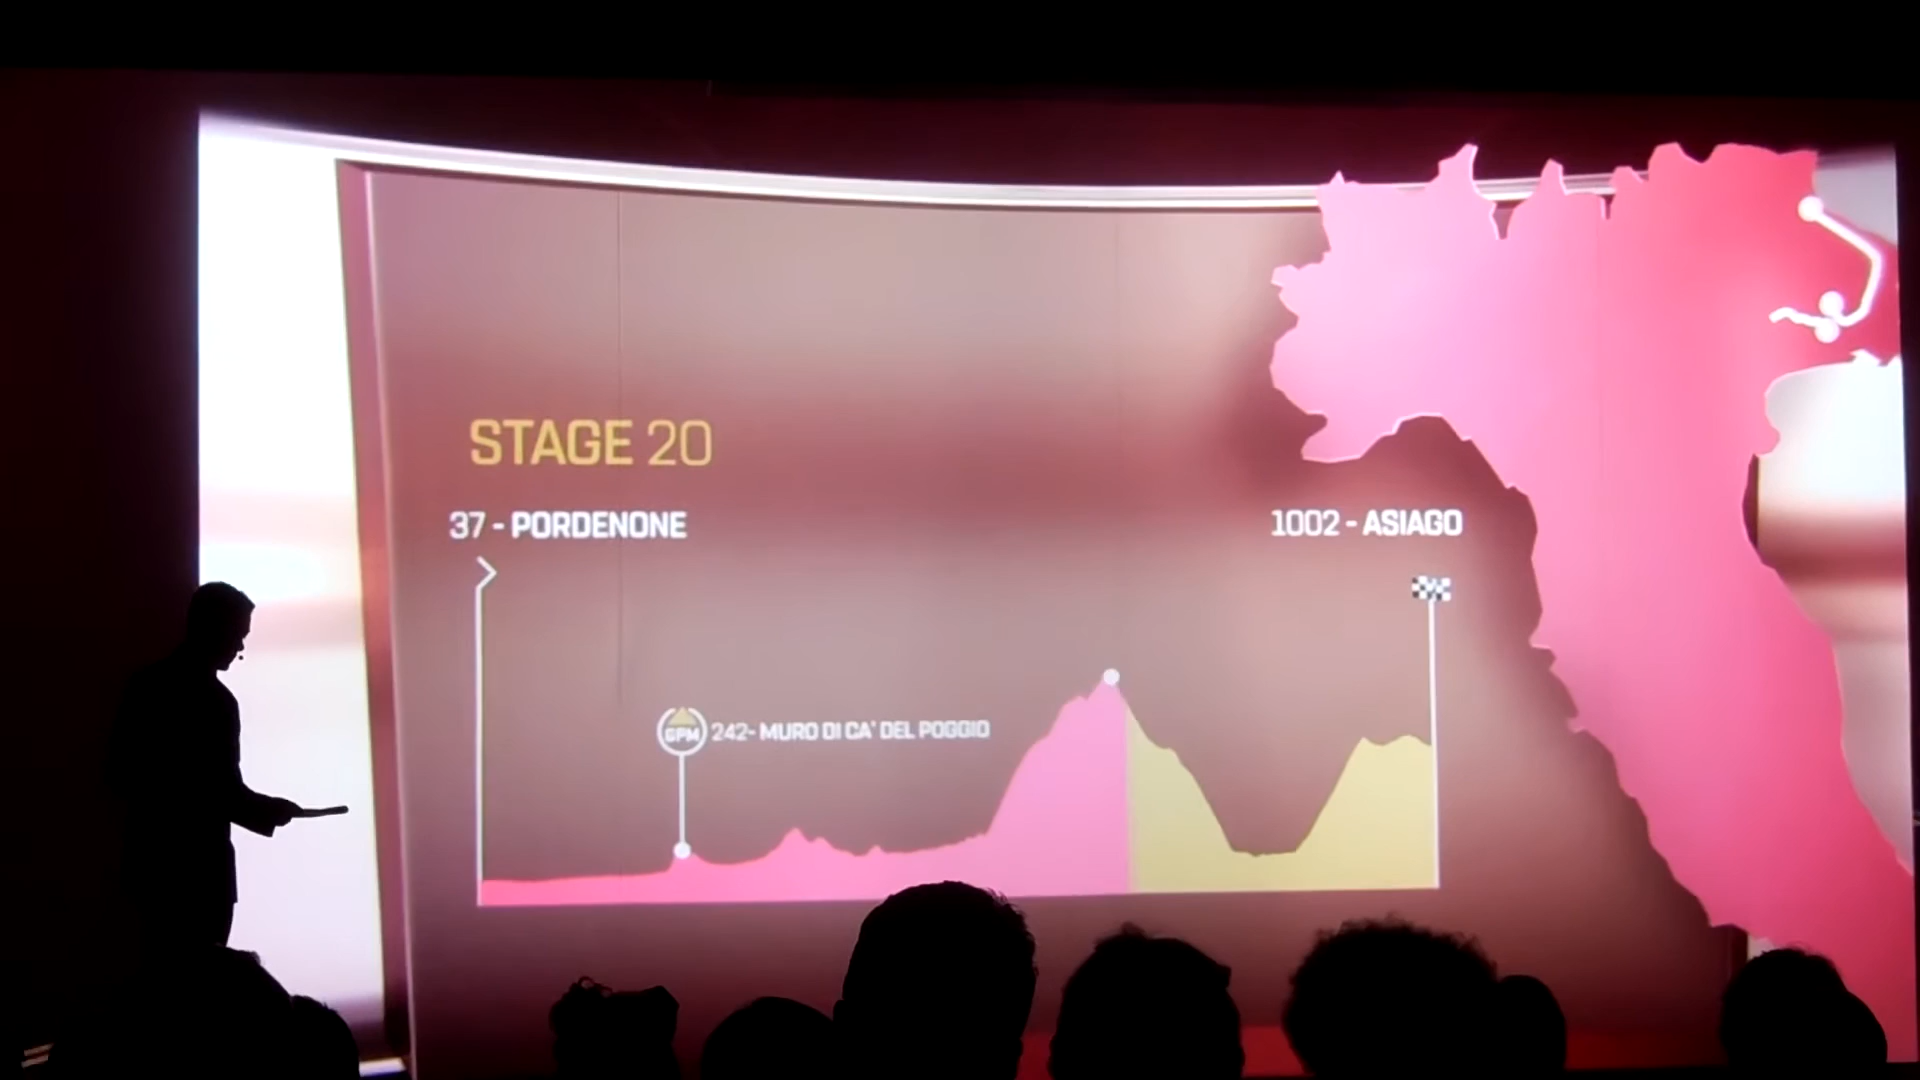 STAGE 20
37 - PORDENONE
1002 - ASIAGO
GPM 242- MURO DI CA' DEL POGGIO